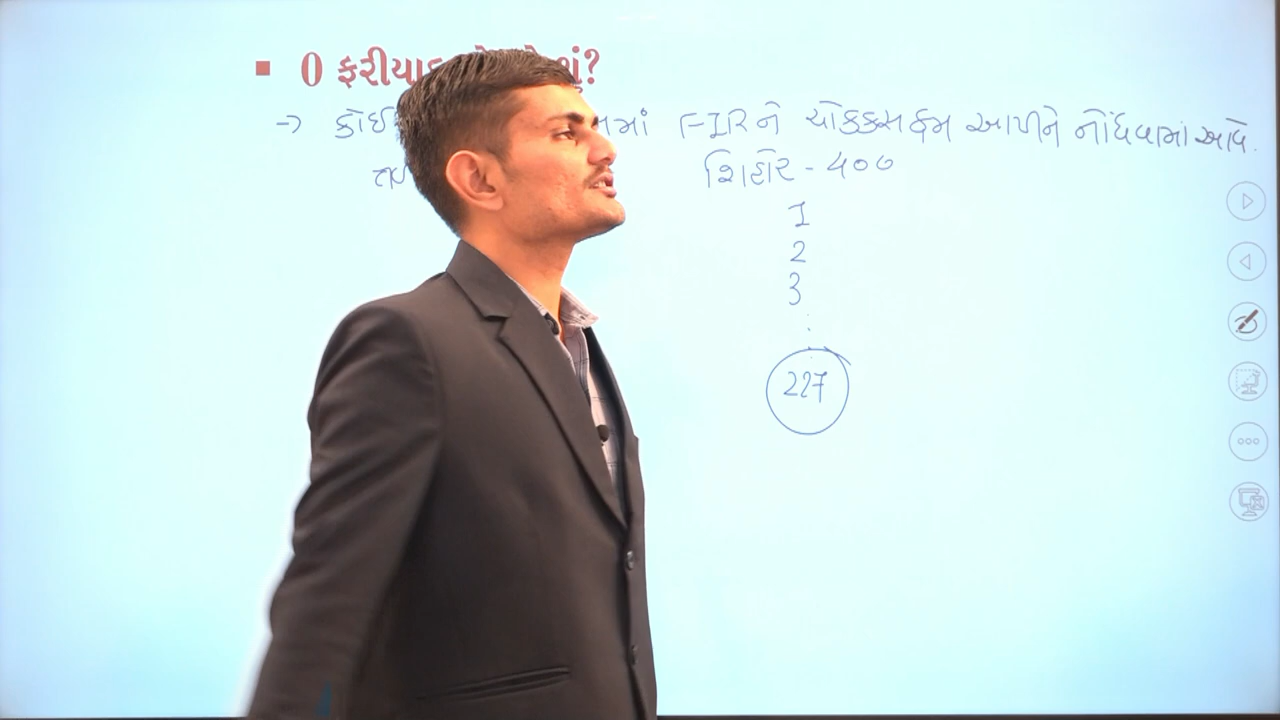 0 ફરીયાદ શું?
→ કોઈ માં FIR ને ચોક્કસ ક્રમ આપીને નોંધવામાં આવે.
શિહોર - 400
1
2
3
227